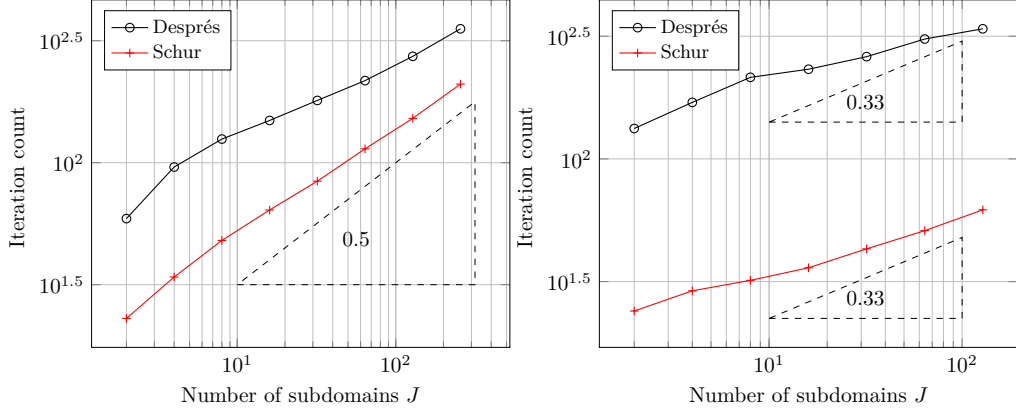 Iteration count
10^2.5
10^2
10^1.5
Després
Schur
0.5
10^1
10^2
Number of subdomains J
Iteration count
10^2.5
10^2
10^1.5
Després
Schur
0.33
0.33
10^1
10^2
Number of subdomains J